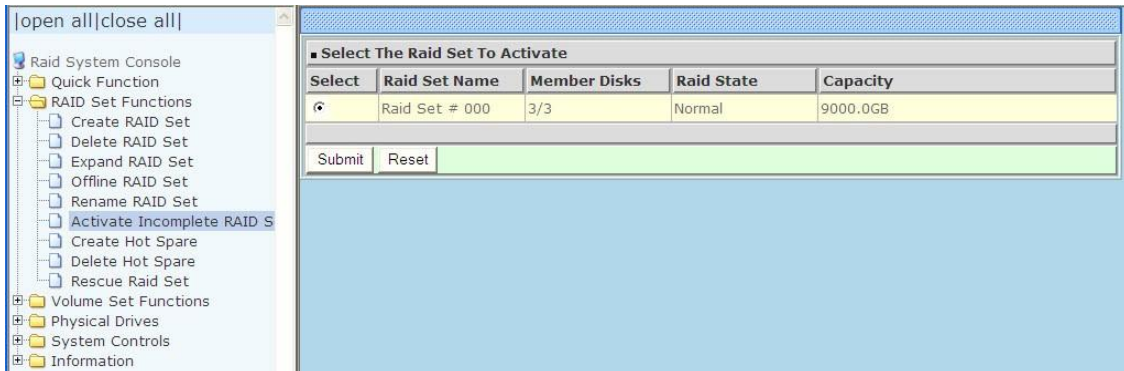 |open all|close all|
Raid System Console
Quick Function
RAID Set Functions
Create RAID Set
Delete RAID Set
Expand RAID Set
Offline RAID Set
Rename RAID Set
Activate Incomplete RAID S
Create Hot Spare
Delete Hot Spare
Rescue Raid Set
Volume Set Functions
Physical Drives
System Controls
Information
Select The Raid Set To Activate
Select Raid Set Name Member Disks Raid State Capacity
Raid Set # 000 3/3 Normal 9000.0GB
Submit Reset